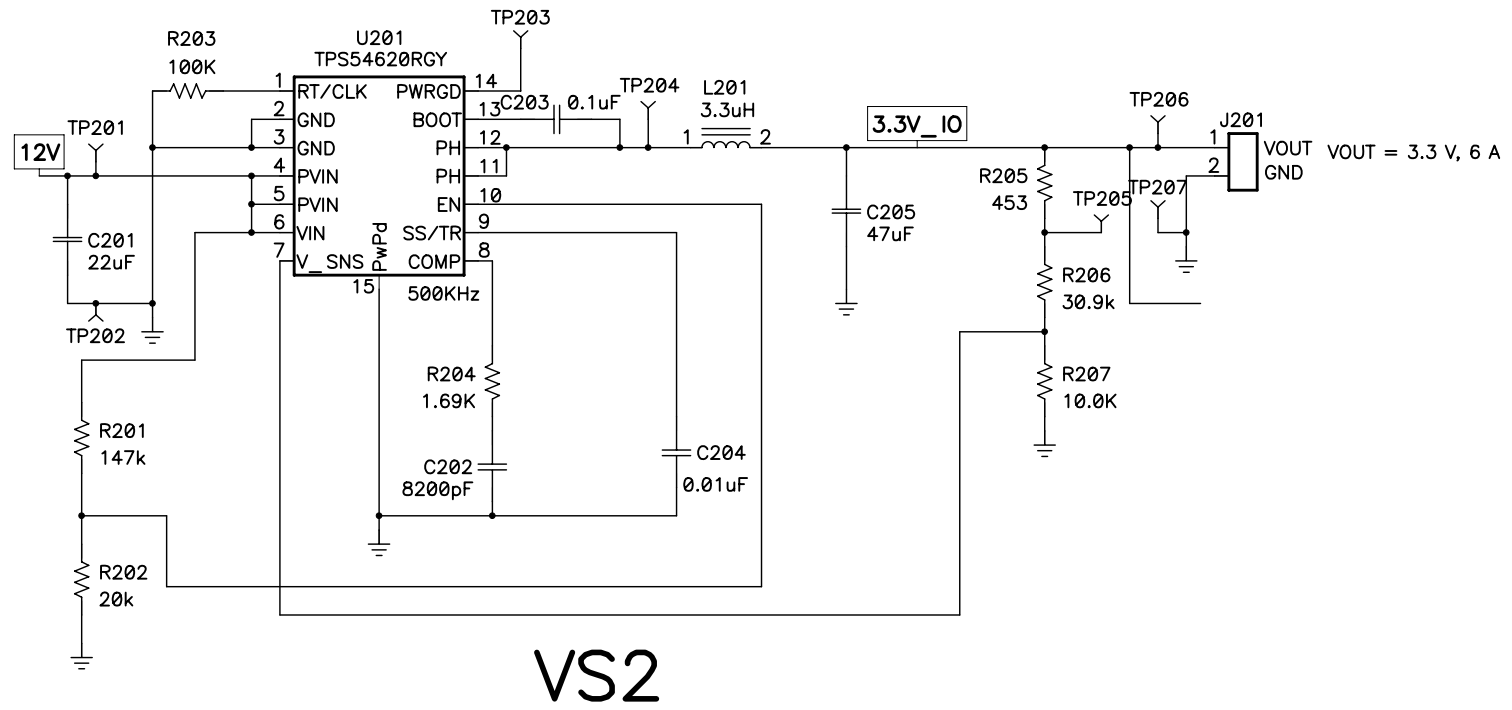 TP203
U201
TPS54620RGY
R203
100K
1
RT/CLK
PWRGD
14
2
GND
BOOT
13
C203
0.1uF
TP204
L201
3.3uH
3
GND
PH
12
1
2
4
PVIN
PH
11
5
PVIN
EN
10
6
VIN
SS/TR
9
7
V_SNS
COMP
8
PwPd
15
500KHz
12V
TP201
C201
22uF
TP202
3.3V_IO
C205
47uF
R205
453
TP205
TP206
TP207
J201
1
VOUT
VOUT = 3.3 V, 6 A
2
GND
R206
30.9k
R207
10.0K
R204
1.69K
C202
8200pF
C204
0.01uF
R201
147k
R202
20k
VS2